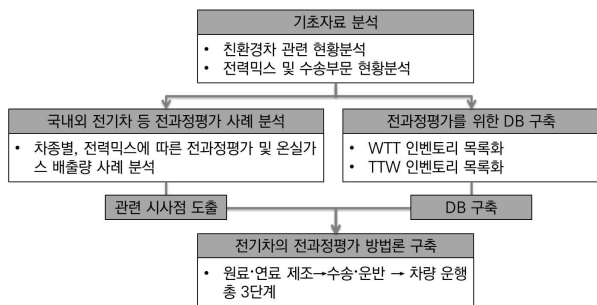 기초자료 분석
• 친환경차 관련 현황분석
• 전력믹스 및 수송부문 현황분석
국내외 전기차 등 전과정평가 사례 분석
• 차종별, 전력믹스에 따른 전과정평가 및 온실가
스 배출량 사례 분석
전과정평가를 위한 DB 구축
• WTT 인벤토리 목록화
• TTW 인벤토리 목록화
관련 시사점 도출
DB 구축
전기차의 전과정평가 방법론 구축
• 원료·연료 제조→수송·운반 → 차량 운행
총 3단계